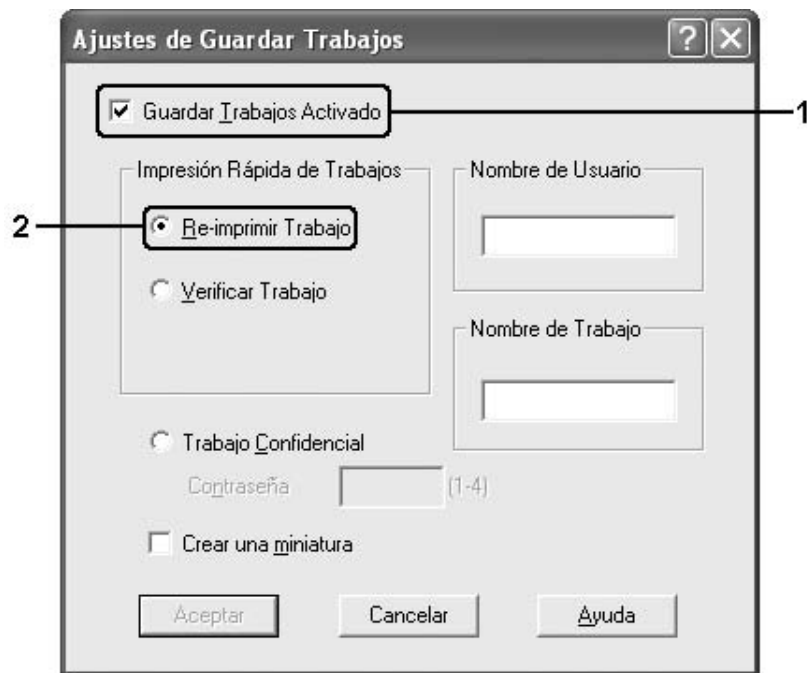 Ajustes de Guardar Trabajos
Guardar Trabajos Activado
1
Impresión Rápida de Trabajos
Nombre de Usuario
2
Re-imprimir Trabajo
Verificar Trabajo
Nombre de Trabajo
Trabajo Confidencial
Contraseña (1-4)
Crear una miniatura
Aceptar Cancelar Ayuda